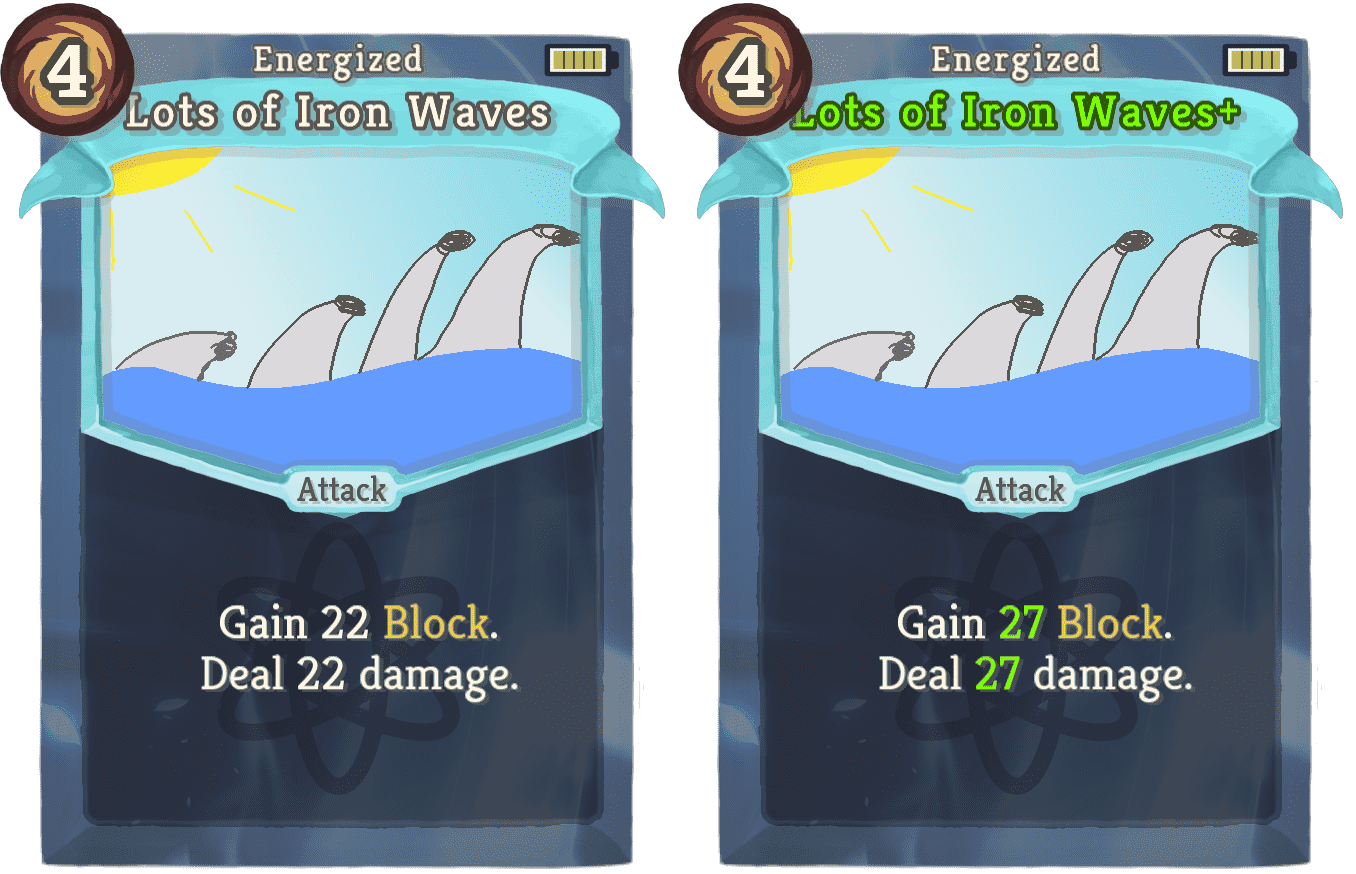 4
Energized
Lots of Iron Waves
Attack
Gain 22 Block.
Deal 22 damage.
4
Energized
Lots of Iron Waves+
Attack
Gain 27 Block.
Deal 27 damage.